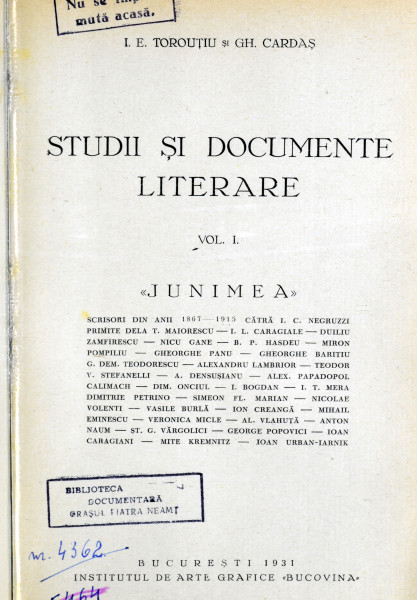 Nu se împ
mută acasă.
I. E. TOROUȚIU ȘI GH. CARDAȘ
STUDII ȘI DOCUMENTE
LITERARE
VOL. I.
«JUNIMEA»
SCRISORI DIN ANII 1867—1915 CĂTRĂ I. C. NEGRUZZI
PRIMITE DELA T. MAIORESCU — I. L. CARAGIALE — DUILIU
ZAMFIRESCU — NICU GANE — B. P. HASDEU — MIRON
POMPILIU — GHEORGHE PANU — GHEORGHE BARITIU
G. DEM. TEODORESCU — ALEXANDRU LAMBRIOR — TEODOR
V. STEFANELLI — A. DENSUȘIANU — ALEX. PAPADOPOL
CALIMACH — DIM. ONCIUL — I. BOGDAN — I. T. MERA
DIMITRIE PETRINO — SIMEON FL. MARIAN — NICOLAE
VOLENTI — VASILE BURLĂ — ION CREANGĂ — MIHAIL
EMINESCU — VERONICA MICLE — AL. VLAHUȚĂ — ANTON
NAUM — ȘT. G. VÂRGOLICI — GEORGE POPOVICI — IOAN
CARAGIANI — MITE KREMNITZ — IOAN URBAN-IARNIK
BIBLIOTECA
DOCUMENTARĂ
ORAȘUL PIATRA NEAMȚ
nr. 4362
BUCUREȘTI 1931
INSTITUTUL DE ARTE GRAFICE «BUCOVINA»